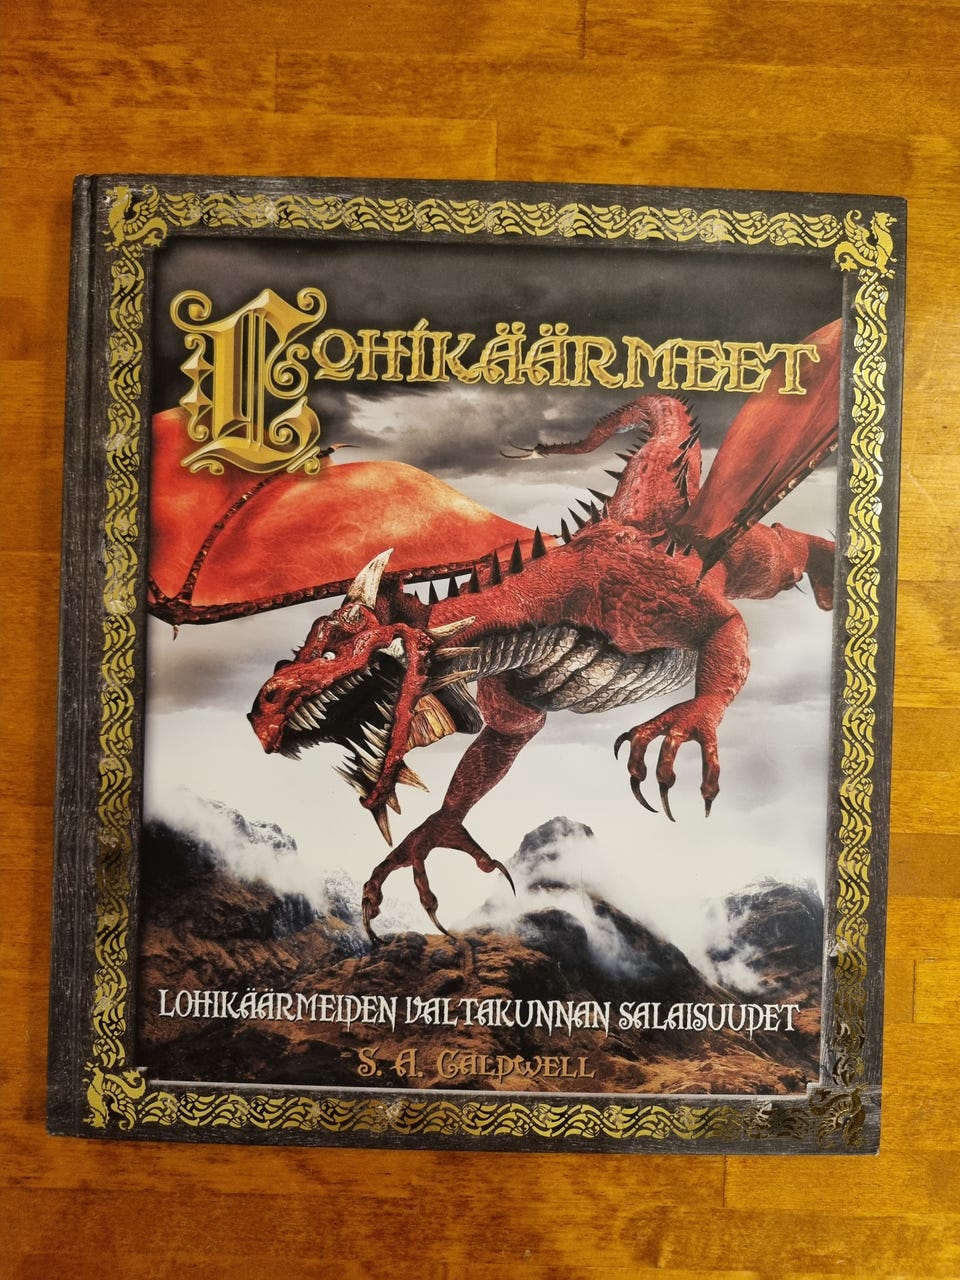 LOHIKÄÄRMEET
LOHIKÄÄRMEIDEN VALTAKUNNAN SALAISUUDET
S. A. CALDWELL